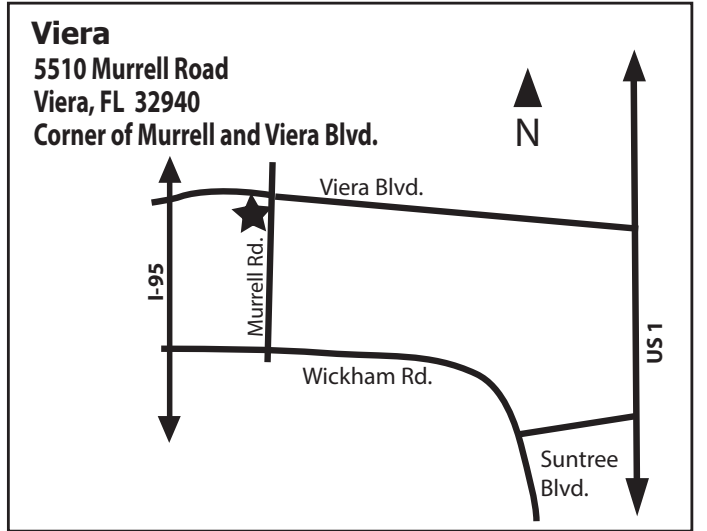 Viera
5510 Murrell Road
Viera, FL 32940
Corner of Murrell and Viera Blvd.
N
Viera Blvd.
I-95
Murrell Rd.
US 1
Wickham Rd.
Suntree
Blvd.